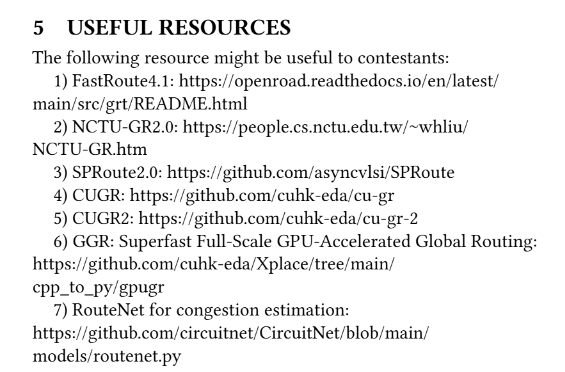 5 USEFUL RESOURCES
The following resource might be useful to contestants:
1) FastRoute4.1: https://openroad.readthedocs.io/en/latest/
main/src/grt/README.html
2) NCTU-GR2.0: https://people.cs.nctu.edu.tw/~whliu/
NCTU-GR.htm
3) SPRoute2.0: https://github.com/asyncvlsi/SPRoute
4) CUGR: https://github.com/cuhk-eda/cu-gr
5) CUGR2: https://github.com/cuhk-eda/cu-gr-2
6) GGR: Superfast Full-Scale GPU-Accelerated Global Routing:
https://github.com/cuhk-eda/Xplace/tree/main/
cpp_to_py/gpugr
7) RouteNet for congestion estimation:
https://github.com/circuitnet/CircuitNet/blob/main/
models/routenet.py